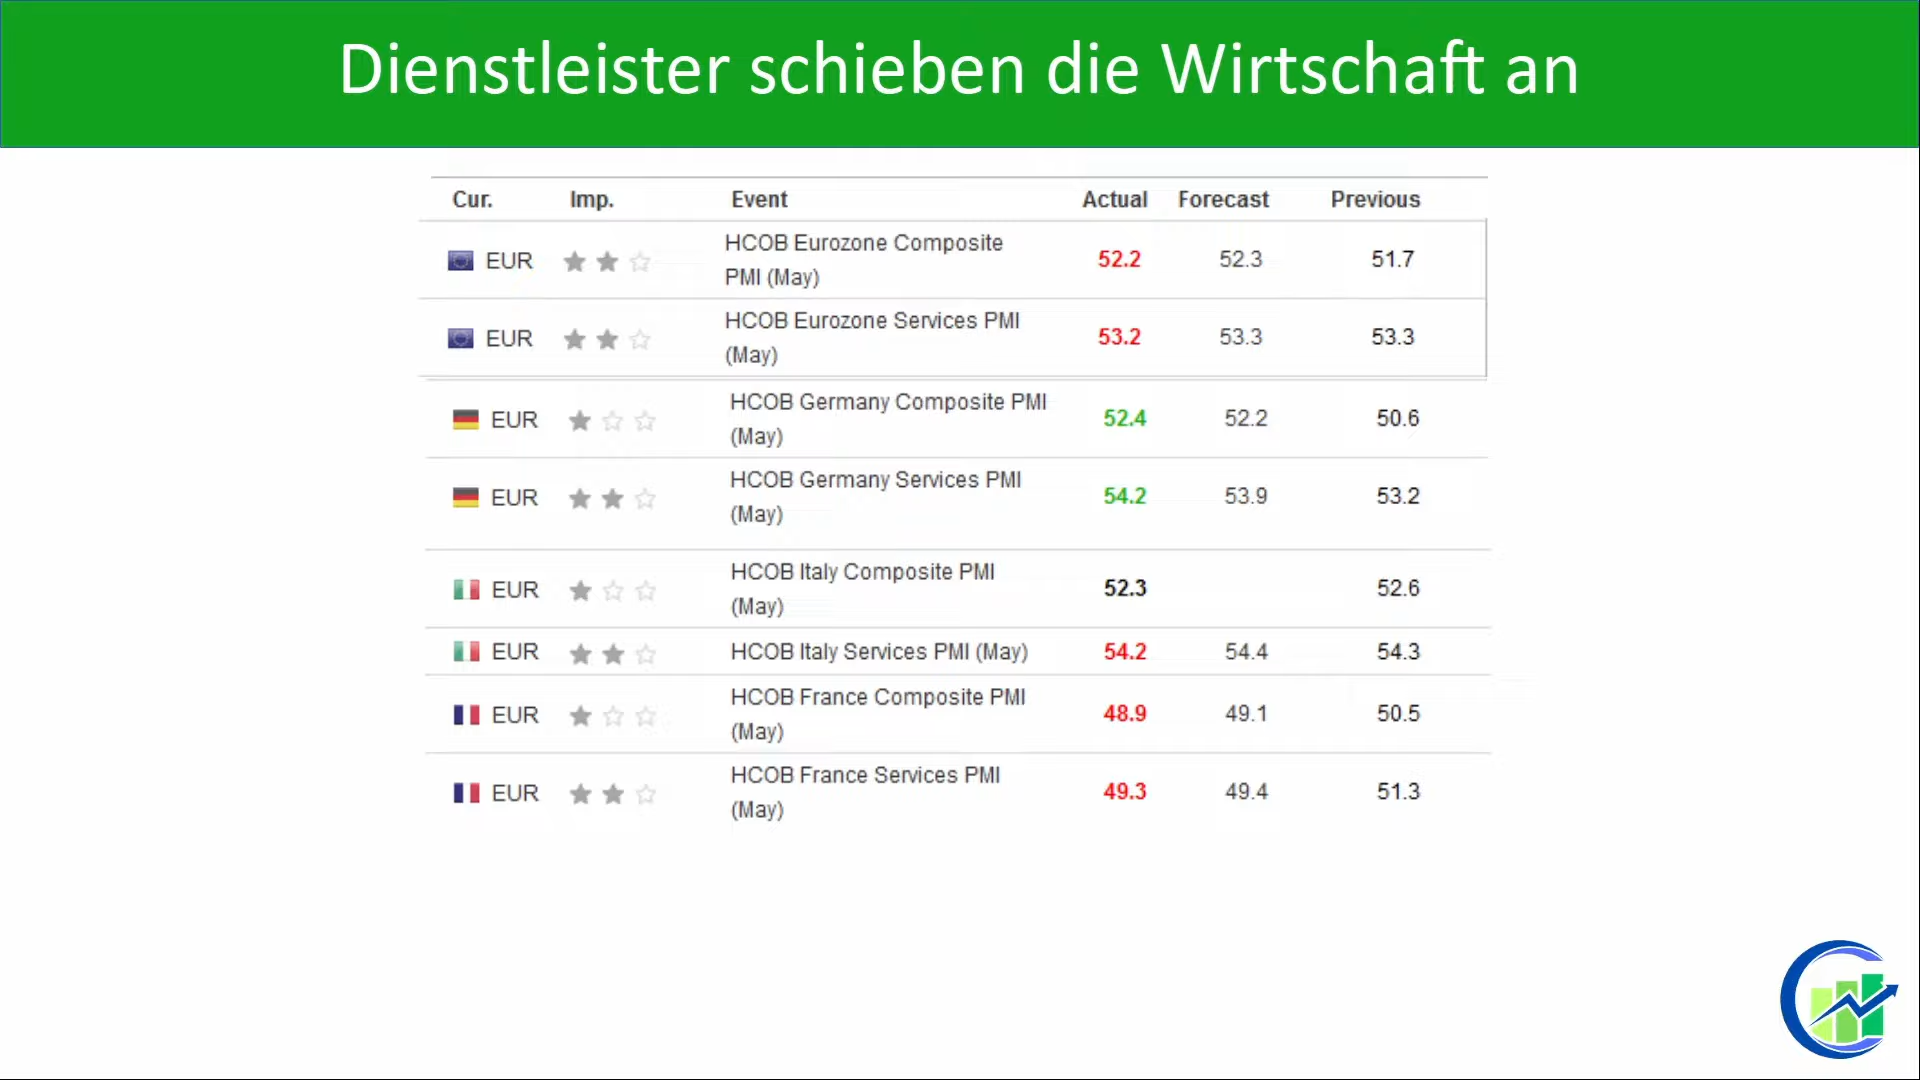 Dienstleister schieben die Wirtschaft an
Cur. Imp. Event Actual Forecast Previous
EUR HCOB Eurozone Composite 52.2 52.3 51.7
PMI (May)
EUR HCOB Eurozone Services PMI 53.2 53.3 53.3
(May)
EUR HCOB Germany Composite PMI 52.4 52.2 50.6
(May)
EUR HCOB Germany Services PMI 54.2 53.9 53.2
(May)
EUR HCOB Italy Composite PMI 52.3 52.6
(May)
EUR HCOB Italy Services PMI (May) 54.2 54.4 54.3
EUR HCOB France Composite PMI 48.9 49.1 50.5
(May)
EUR HCOB France Services PMI 49.3 49.4 51.3
(May)